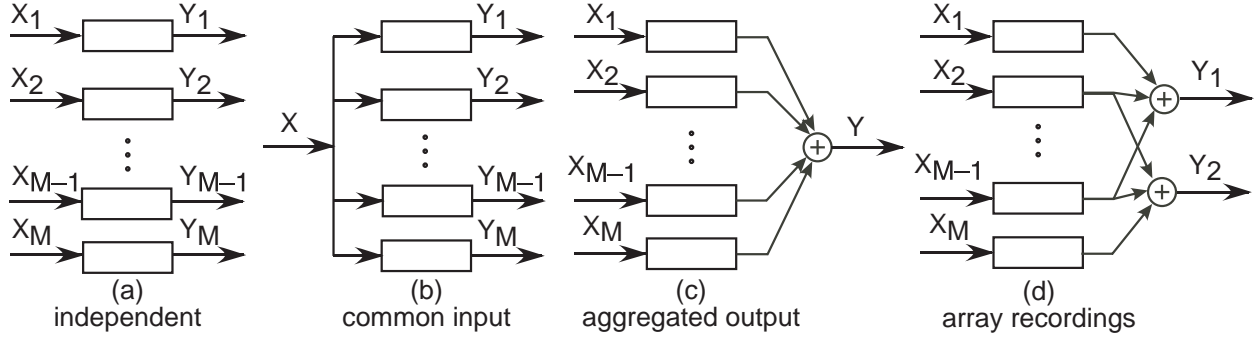 X1 Y1
X2 Y2
XM–1 YM–1
XM YM
(a)
independent
X
Y1
Y2
YM–1
YM
(b)
common input
X1
X2
XM–1
XM
+
Y
(c)
aggregated output
X1
X2
XM–1
XM
+
Y1
+
Y2
(d)
array recordings